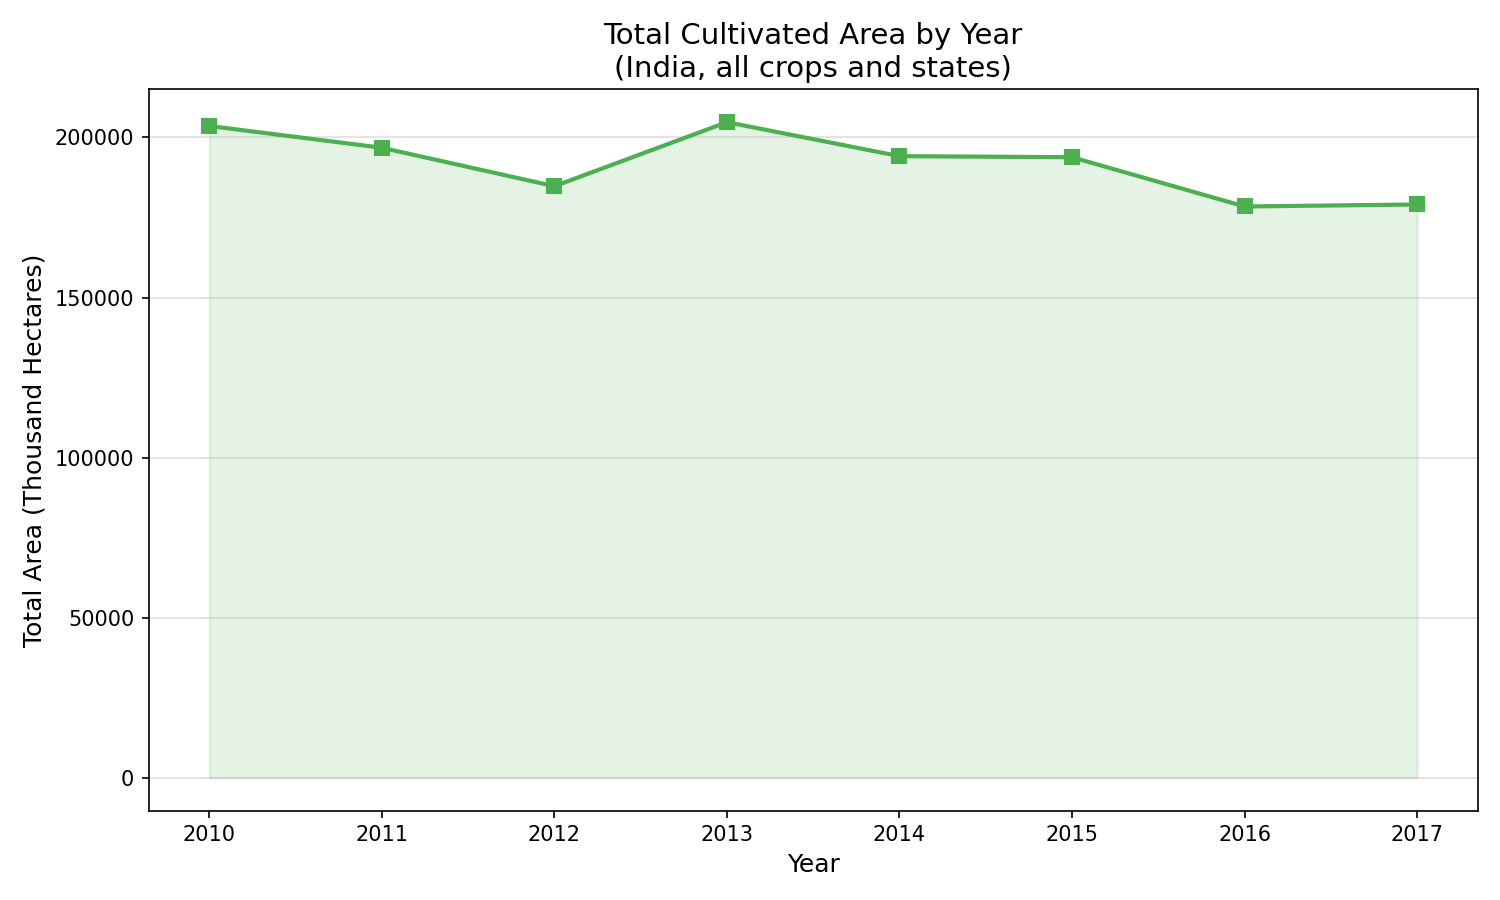 Total Cultivated Area by Year
(India, all crops and states)
Total Area (Thousand Hectares)
200000
150000
100000
50000
0
2010 2011 2012 2013 2014 2015 2016 2017
Year